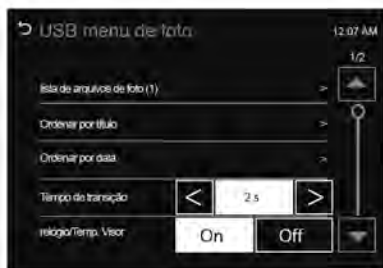 USB menu de foto
12:07 AM
1/2
lista de arquivos de foto (1) >
Ordenar por título >
Ordenar por data >
Tempo de transição < 2 s >
relógio/Temp. Visor On Off